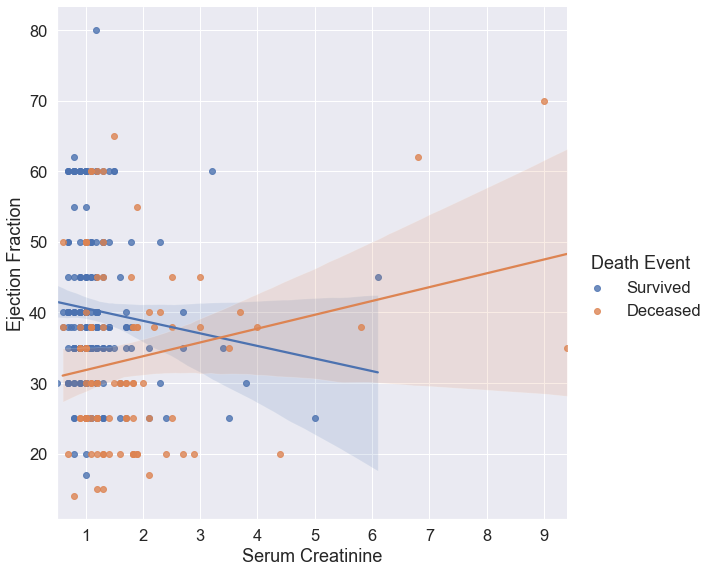 80
70
60
50
40
30
20
Ejection Fraction
1 2 3 4 5 6 7 8 9
Serum Creatinine
Death Event
Survived
Deceased